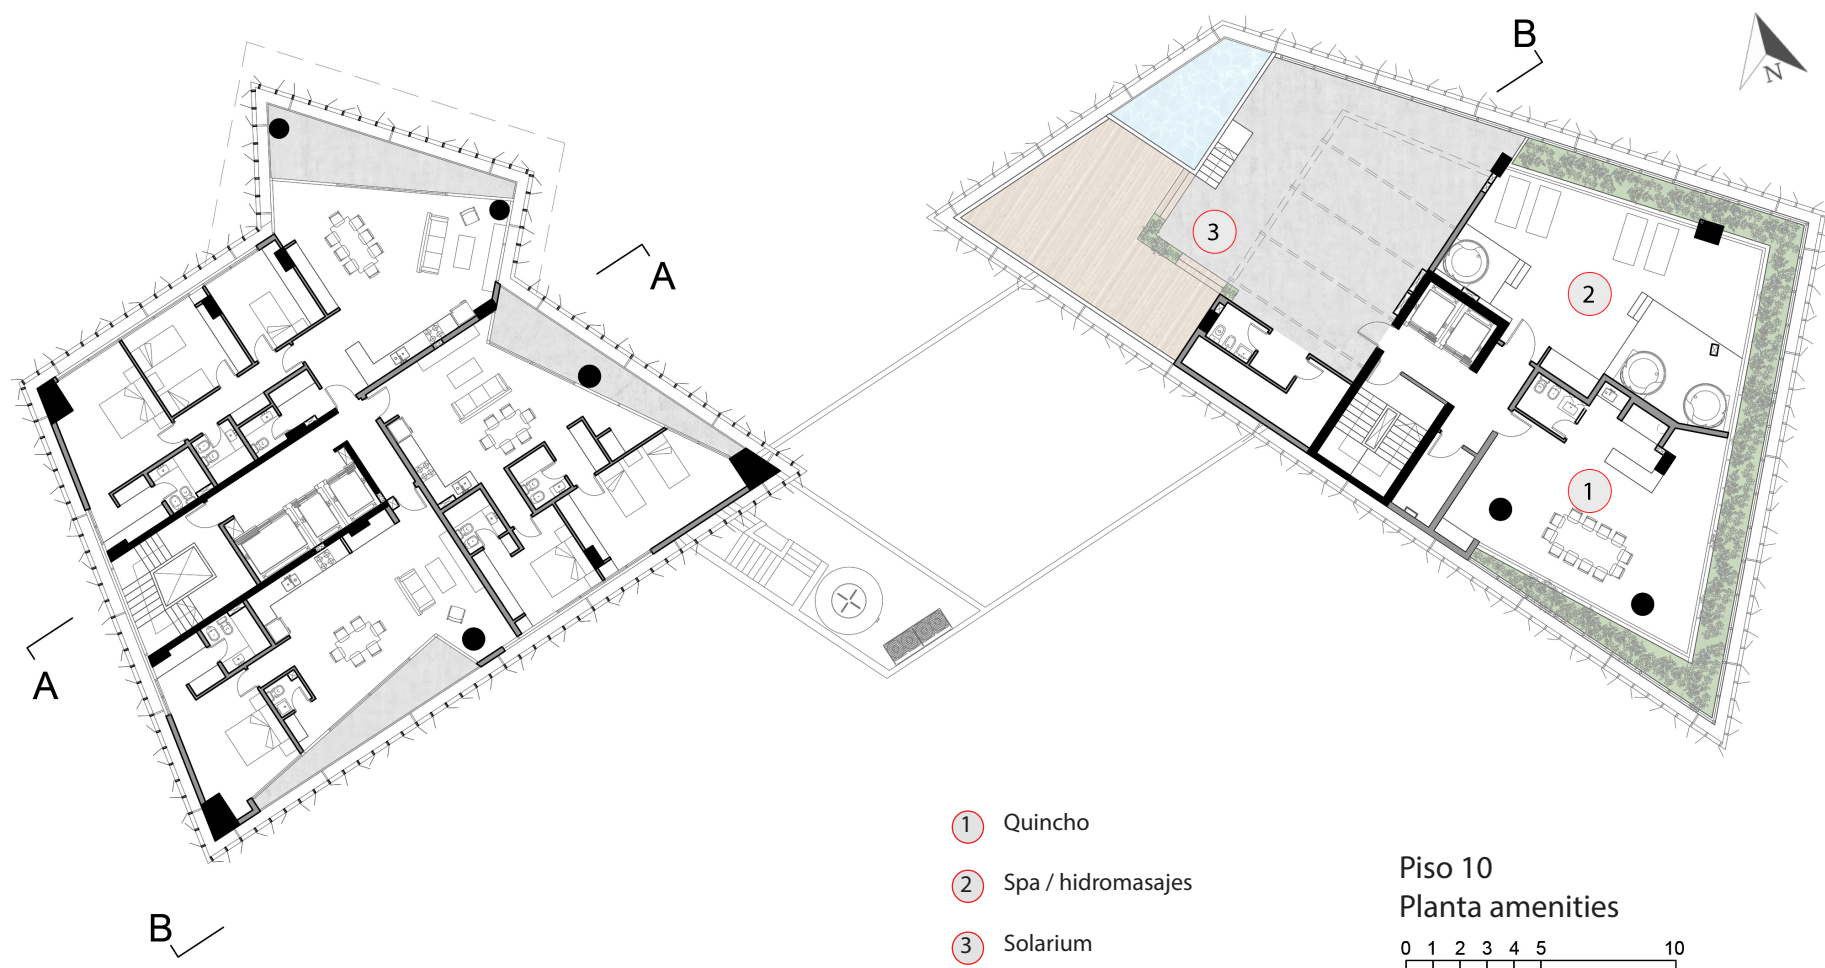 B
N
A
3
2
1
A
B
1 Quincho
2 Spa / hidromasajes
3 Solarium
Piso 10
Planta amenities
0 1 2 3 4 5 10